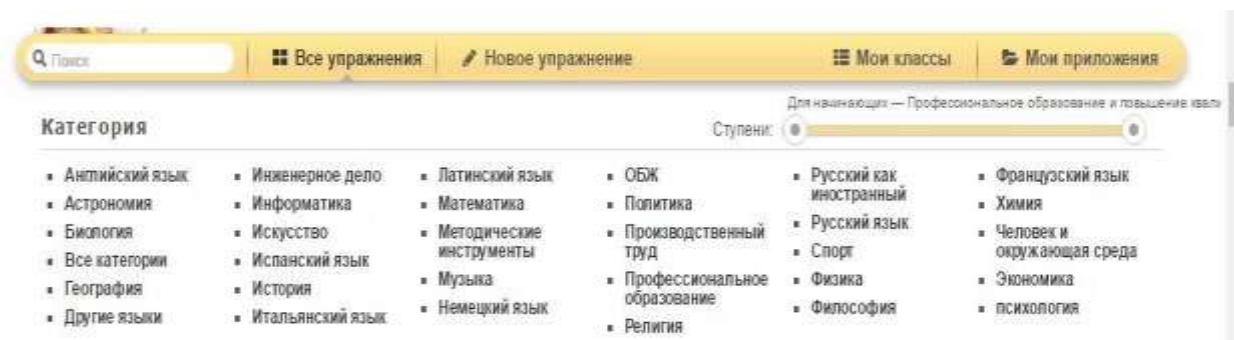 Поиск
Все упражнения
Новое упражнение
Мои классы
Мои приложения
Для начинающих — Профессиональное образование и повышение квали
Категория
Ступени:
Английский язык
Астрономия
Биология
Все категории
География
Другие языки
Инженерное дело
Информатика
Искусство
Испанский язык
История
Итальянский язык
Латинский язык
Математика
Методические
инструменты
Музыка
Немецкий язык
ОБЖ
Политика
Производственный
труд
Профессиональное
образование
Религия
Русский как
иностранный
Русский язык
Спорт
Физика
Философия
Французский язык
Химия
Человек и
окружающая среда
Экономика
психология